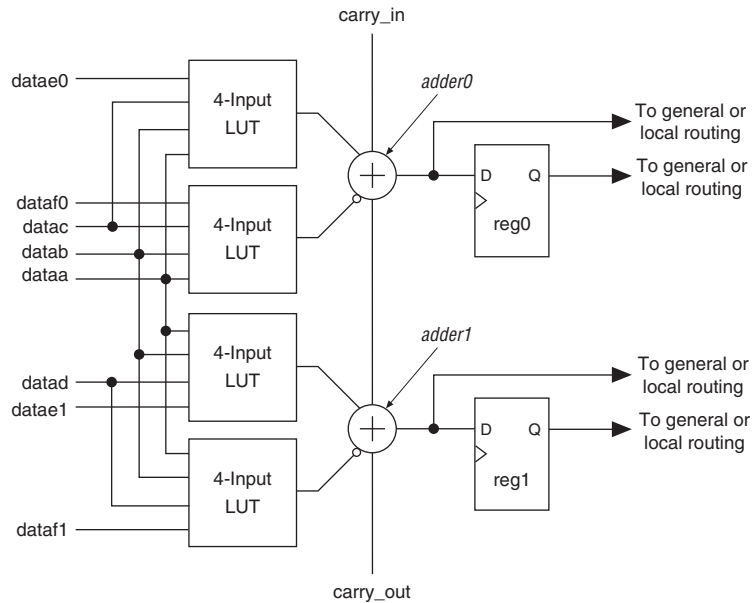 carry_in
adder0
datae0
4-Input
LUT
To general or
local routing
D Q
reg0
To general or
local routing
dataf0
datac
datab
dataa
4-Input
LUT
adder1
4-Input
LUT
To general or
local routing
datad
datae1
D Q
reg1
To general or
local routing
4-Input
LUT
dataf1
carry_out